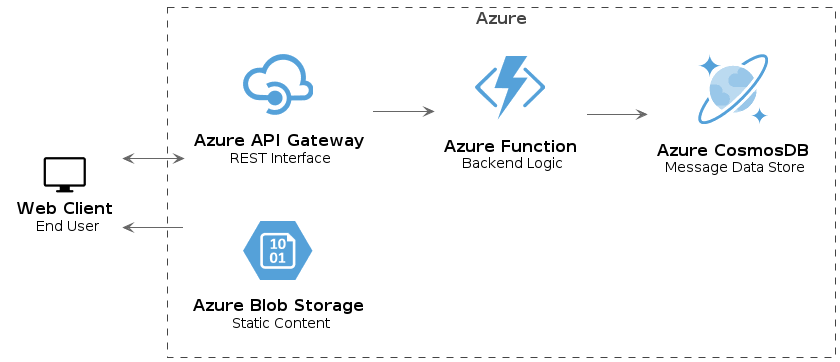 Azure
Azure API Gateway
REST Interface
Azure Function
Backend Logic
Azure CosmosDB
Message Data Store
Web Client
End User
10
01
Azure Blob Storage
Static Content